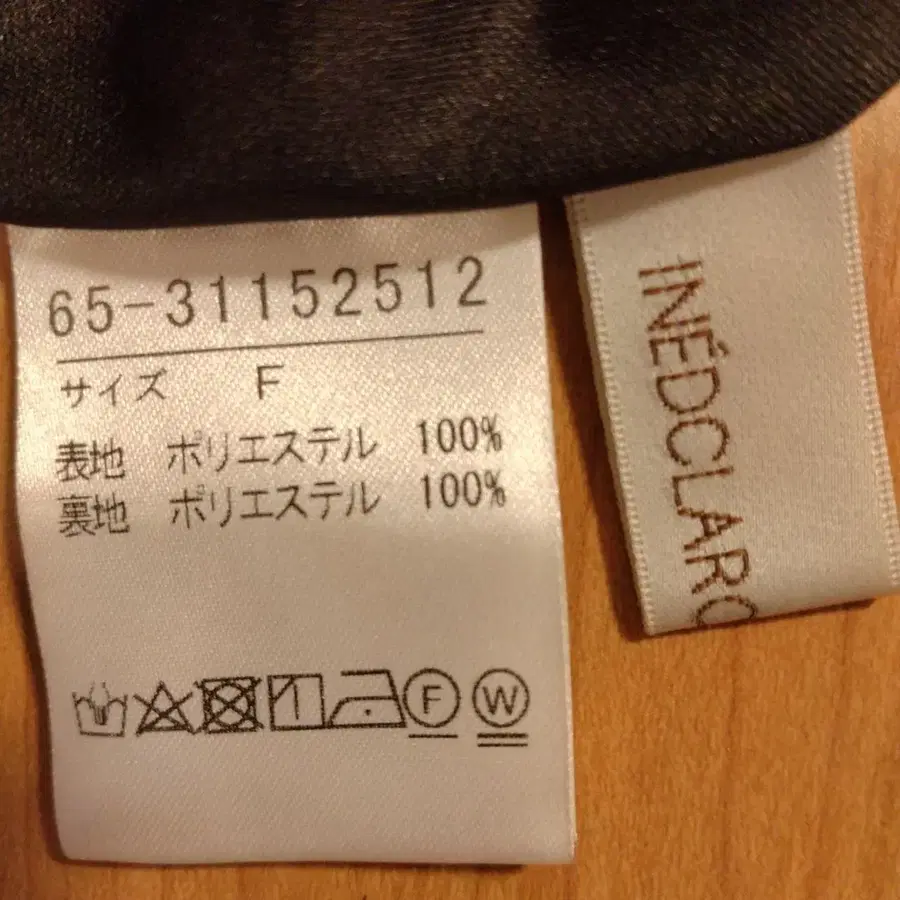 65-31152512
サイズ F
表地 ポリエステル 100%
裏地 ポリエステル 100%
F W
INÉDCLARO